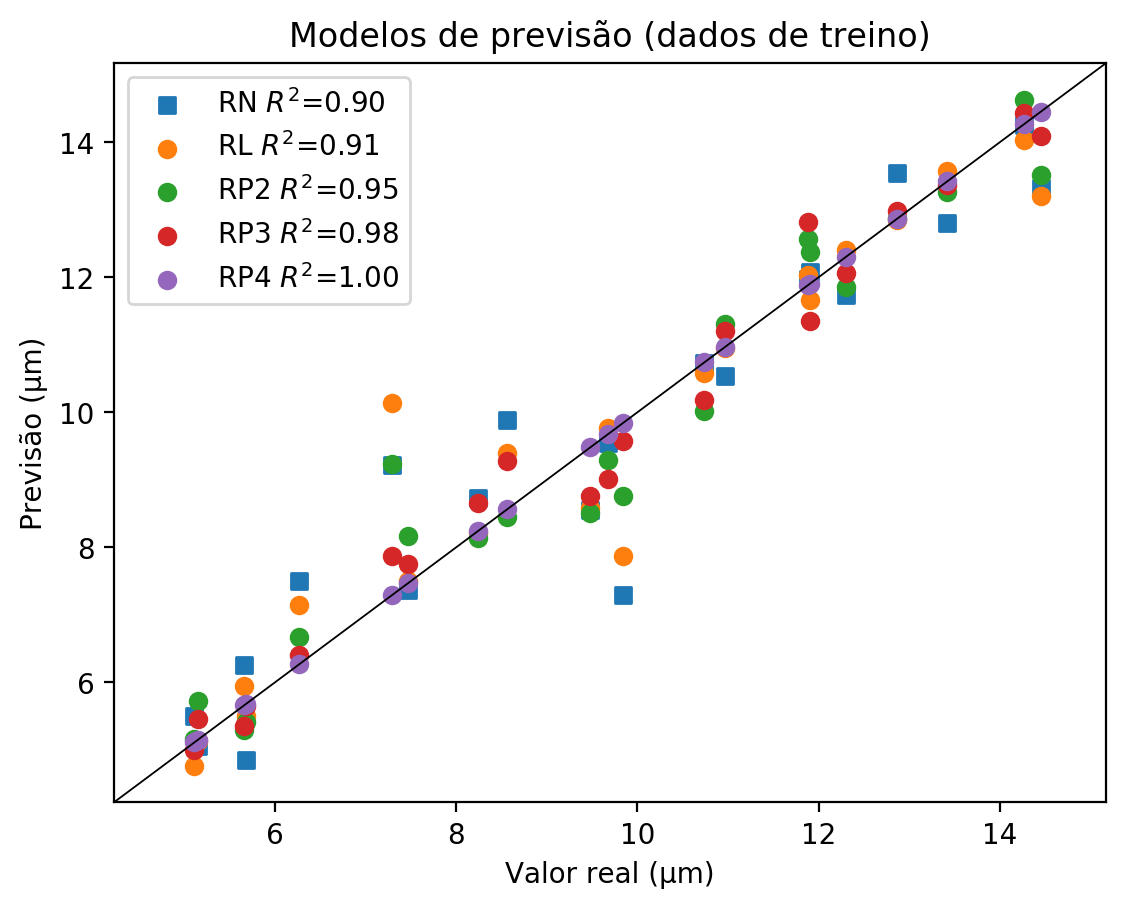 Modelos de previsão (dados de treino)
RN R²=0.90
RL R²=0.91
RP2 R²=0.95
RP3 R²=0.98
RP4 R²=1.00
14
12
10
8
6
Previsão (µm)
6 8 10 12 14
Valor real (µm)